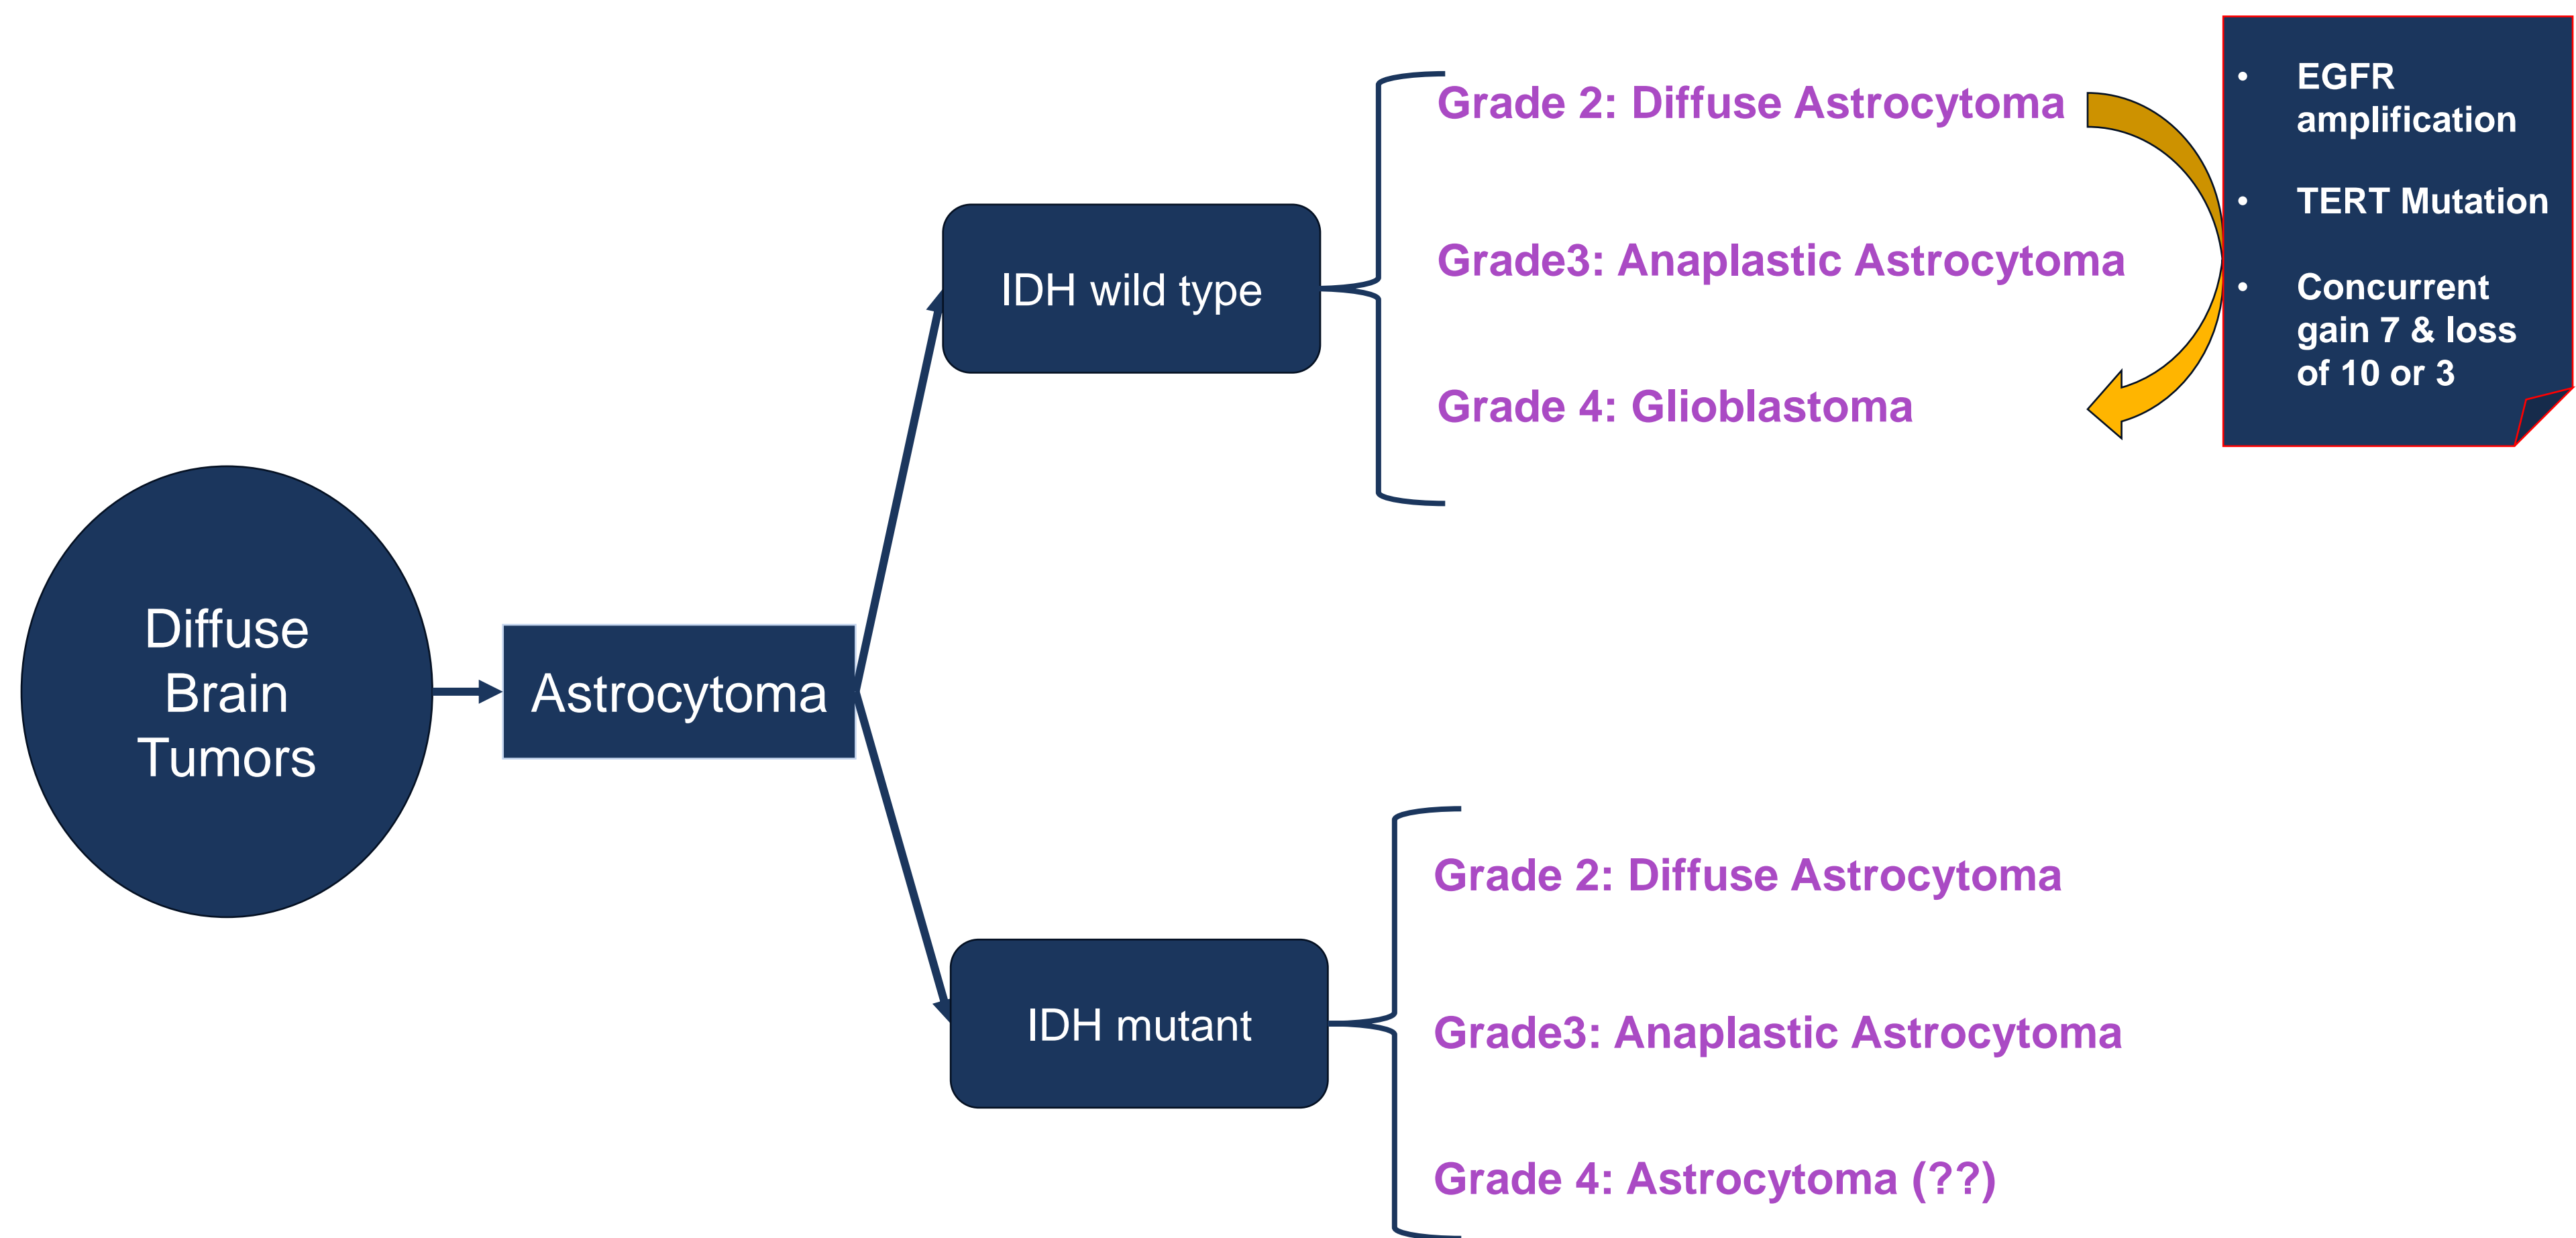 Diffuse
Brain
Tumors
Astrocytoma
IDH wild type
Grade 2: Diffuse Astrocytoma
Grade3: Anaplastic Astrocytoma
Grade 4: Glioblastoma
• EGFR
amplification
• TERT Mutation
• Concurrent
gain 7 & loss
of 10 or 3
IDH mutant
Grade 2: Diffuse Astrocytoma
Grade3: Anaplastic Astrocytoma
Grade 4: Astrocytoma (??)